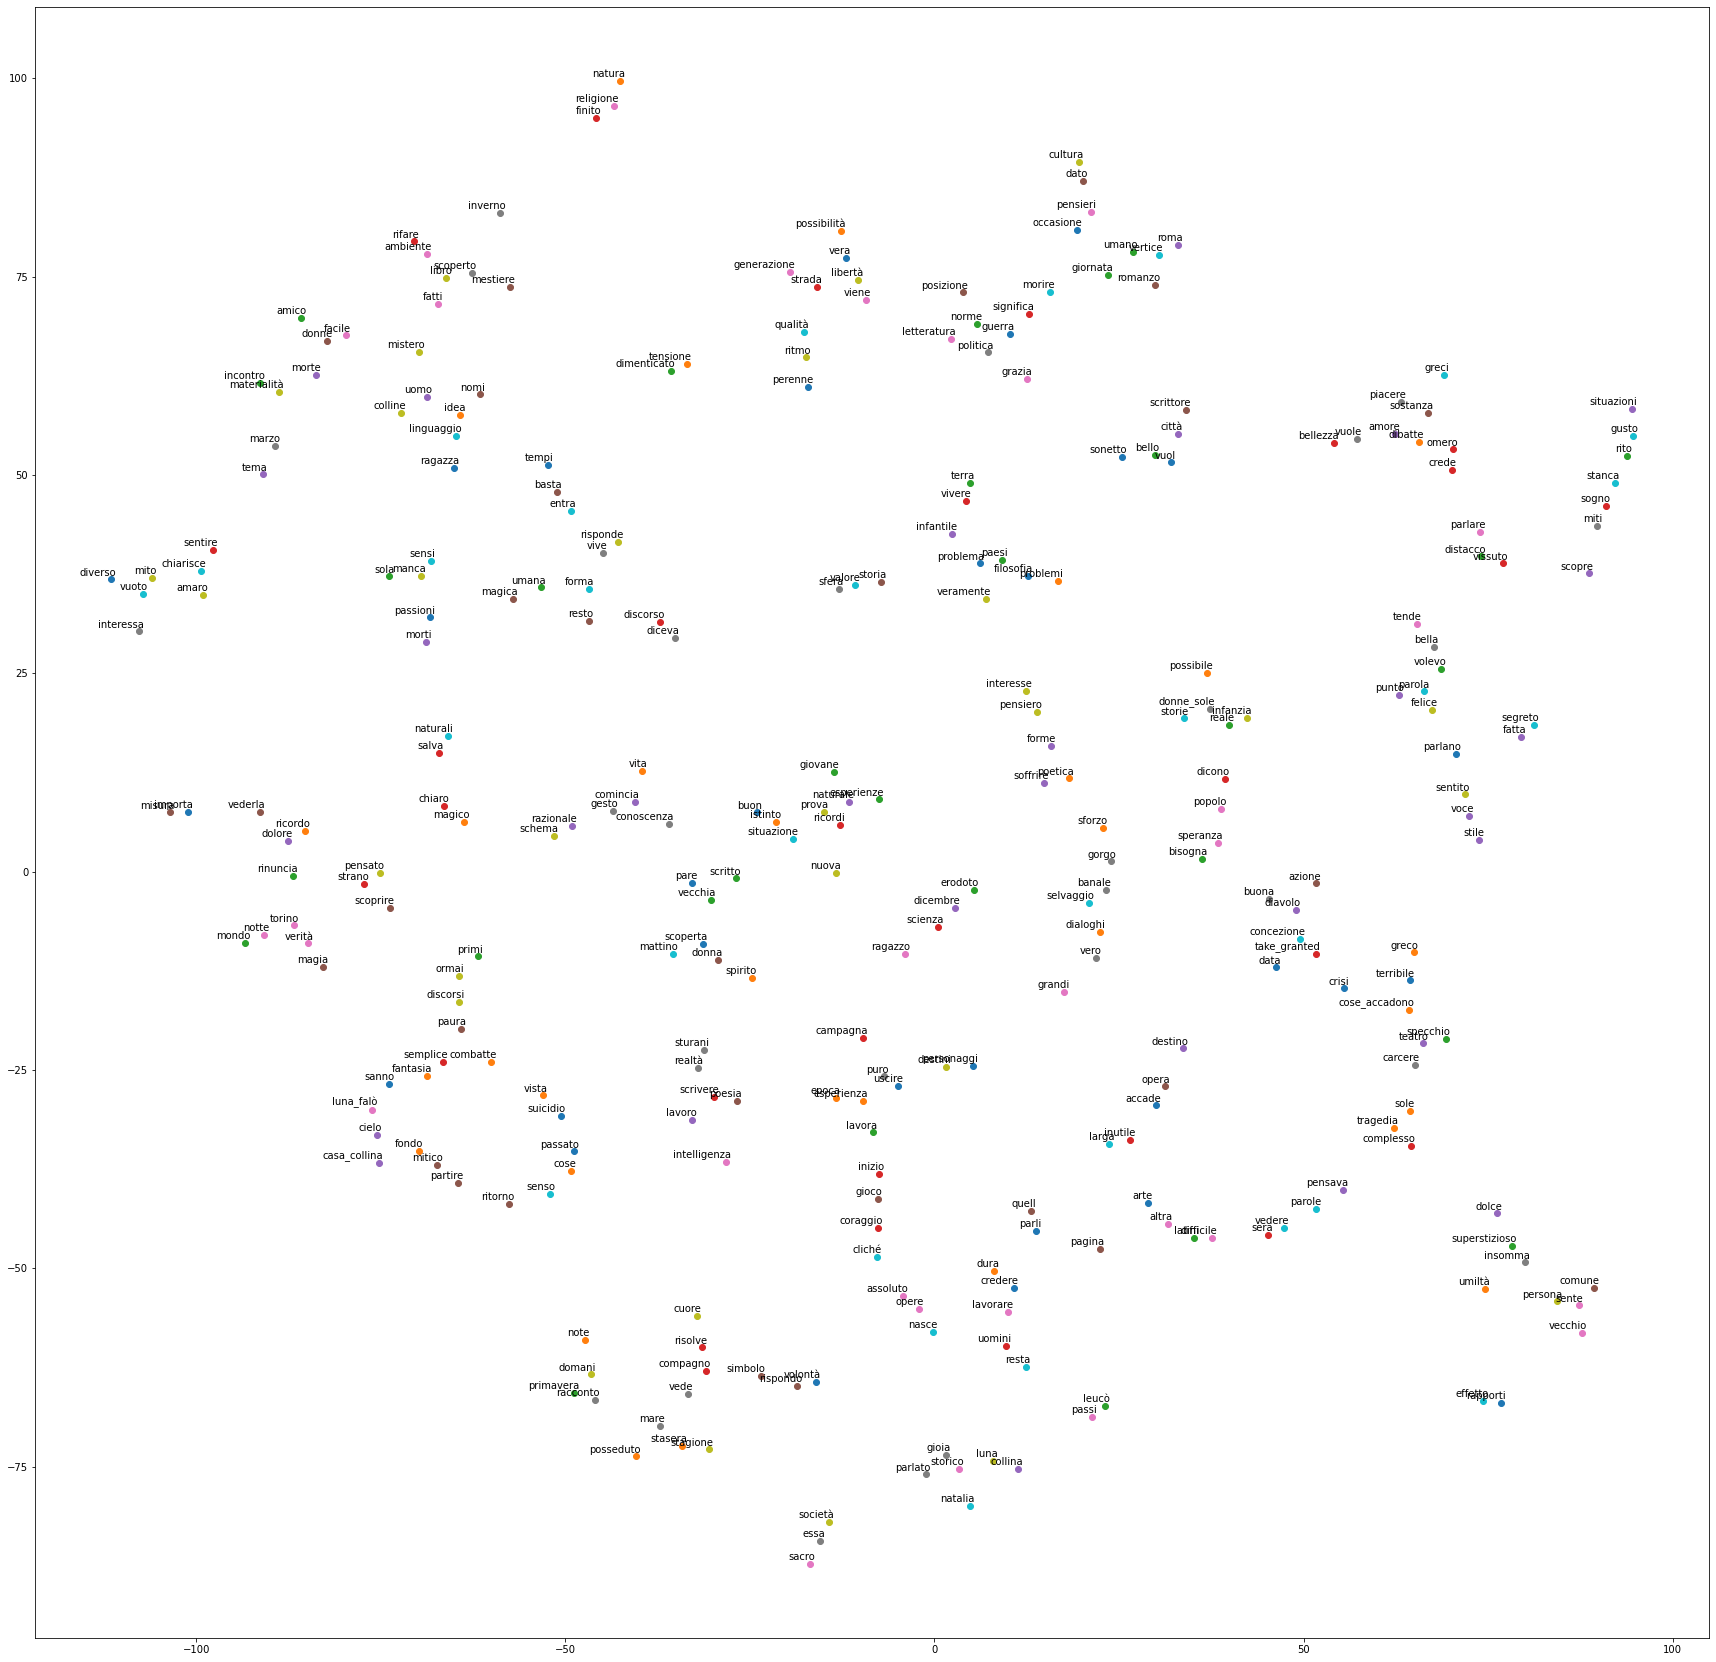 natura
religione
finito
cultura
dato
pensieri
inverno
occasione
possibilità
rifare
roma
umano
vertice
ambiente
vera
scoperto
generazione
giornata
libro
libertà
mestiere
strada
romanzo
viene
posizione
morire
fatti
significa
amico
norme
qualità
guerra
letteratura
facile
donne
politica
mistero
ritmo
tensione
dimenticato
greci
morte
grazia
incontro
perenne
materialità
nomi
uomo
piacere
situazioni
scrittore
colline
idea
sostanza
linguaggio
città
gusto
amore
vuole
dibatte
bellezza
marzo
omero
bello
rito
sonetto
tempi
vuol
ragazza
crede
tema
terra
stanca
basta
vivere
sogno
entra
miti
infantile
parlare
risponde
sentire
vive
distacco
sensi
paesi
problema
vissuto
chiarisce
scopre
sola
manca
mito
filosofia
diverso
problemi
storia
valore
umana
sfera
forma
vuoto
amaro
magica
veramente
passioni
resto
discorso
tende
interessa
diceva
morti
bella
volevo
possibile
interesse
parola
punto
donne_sole
felice
pensiero
infanzia
storie
reale
segreto
naturali
fatta
forme
salva
parlano
vita
giovane
poetica
dicono
soffrire
sentito
esperienze
naturale
comincia
chiaro
popolo
misura
importa
vederla
gesto
buon
prova
voce
magico
istinto
conoscenza
ricordi
razionale
sforzo
ricordo
schema
situazione
stile
dolore
speranza
bisogna
gorgo
pensato
nuova
rinuncia
scritto
pare
strano
azione
erodoto
banale
buona
vecchia
selvaggio
scoprire
dicembre
diavolo
torino
scienza
dialoghi
notte
concezione
mondo
verità
scoperta
greco
mattino
ragazzo
take_granted
primi
vero
donna
magia
data
ormai
spirito
terribile
crisi
grandi
discorsi
cose_accadono
paura
campagna
specchio
teatro
destino
sturani
semplice
combatte
carcere
personaggi
destini
realtà
fantasia
puro
sanno
uscire
opera
vista
scrivere
epoca
esperienza
poesia
accade
luna_falò
sole
suicidio
lavoro
tragedia
lavora
cielo
inutile
larga
complesso
fondo
passato
casa_collina
intelligenza
mitico
cose
inizio
partire
pensava
senso
gioco
ritorno
arte
parole
quell
dolce
altra
coraggio
parli
vedere
sera
latini
difficile
superstizioso
pagina
cliché
insomma
dura
credere
umiltà
comune
assoluto
persona
sente
opere
lavorare
cuore
nasce
vecchio
note
uomini
risolve
resta
compagno
domani
simbolo
volontà
rispondo
primavera
racconto
vede
effetto
rapporti
leucò
passi
mare
stasera
stagione
posseduto
gioia
luna
storico
collina
parlato
natalia
società
essa
sacro
100
75
50
25
0
−25
−50
−75
−100
−50
0
50
100